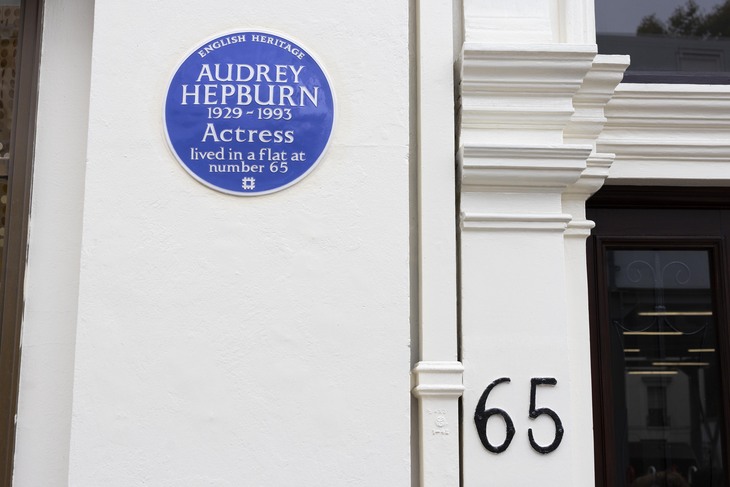 ENGLISH HERITAGE
AUDREY
HEPBURN
1929~1993
Actress
lived in a flat at
number 65
65